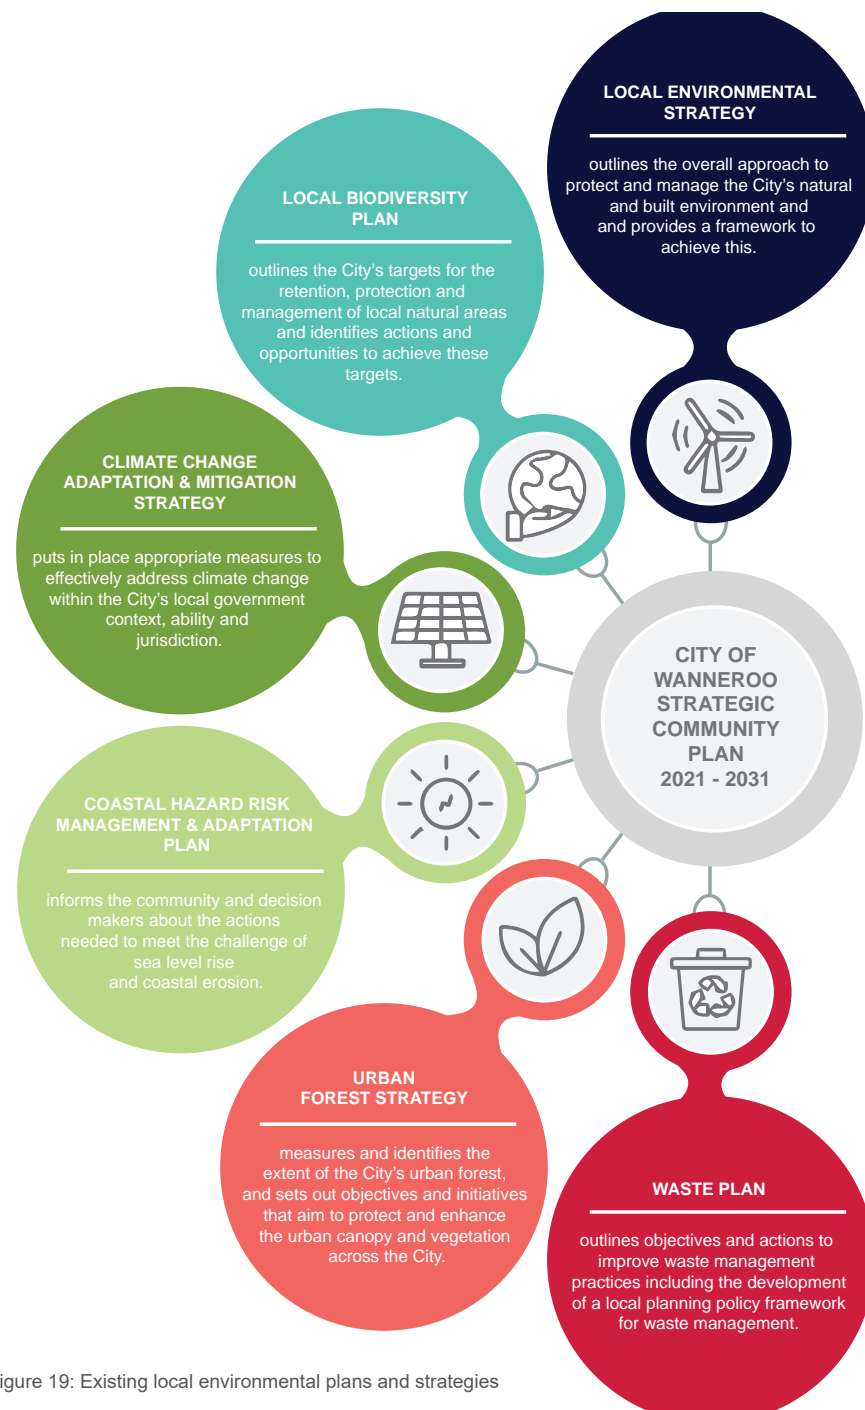 LOCAL ENVIRONMENTAL
STRATEGY
outlines the overall approach to
protect and manage the City's natural
and built environment and
and provides a framework to
achieve this.
LOCAL BIODIVERSITY
PLAN
outlines the City's targets for the
retention, protection and
management of local natural areas
and identifies actions and
opportunities to achieve these
targets.
CLIMATE CHANGE
ADAPTATION & MITIGATION
STRATEGY
puts in place appropriate measures to
effectively address climate change
within the City's local government
context, ability and
jurisdiction.
CITY OF
WANNEROO
STRATEGIC
COMMUNITY
PLAN
2021 - 2031
COASTAL HAZARD RISK
MANAGEMENT & ADAPTATION
PLAN
informs the community and decision
makers about the actions
needed to meet the challenge of
sea level rise
and coastal erosion.
URBAN
FOREST STRATEGY
measures and identifies the
extent of the City's urban forest,
and sets out objectives and initiatives
that aim to protect and enhance
the urban canopy and vegetation
across the City.
WASTE PLAN
outlines objectives and actions to
improve waste management
practices including the development
of a local planning policy framework
for waste management.
igure 19: Existing local environmental plans and strategies